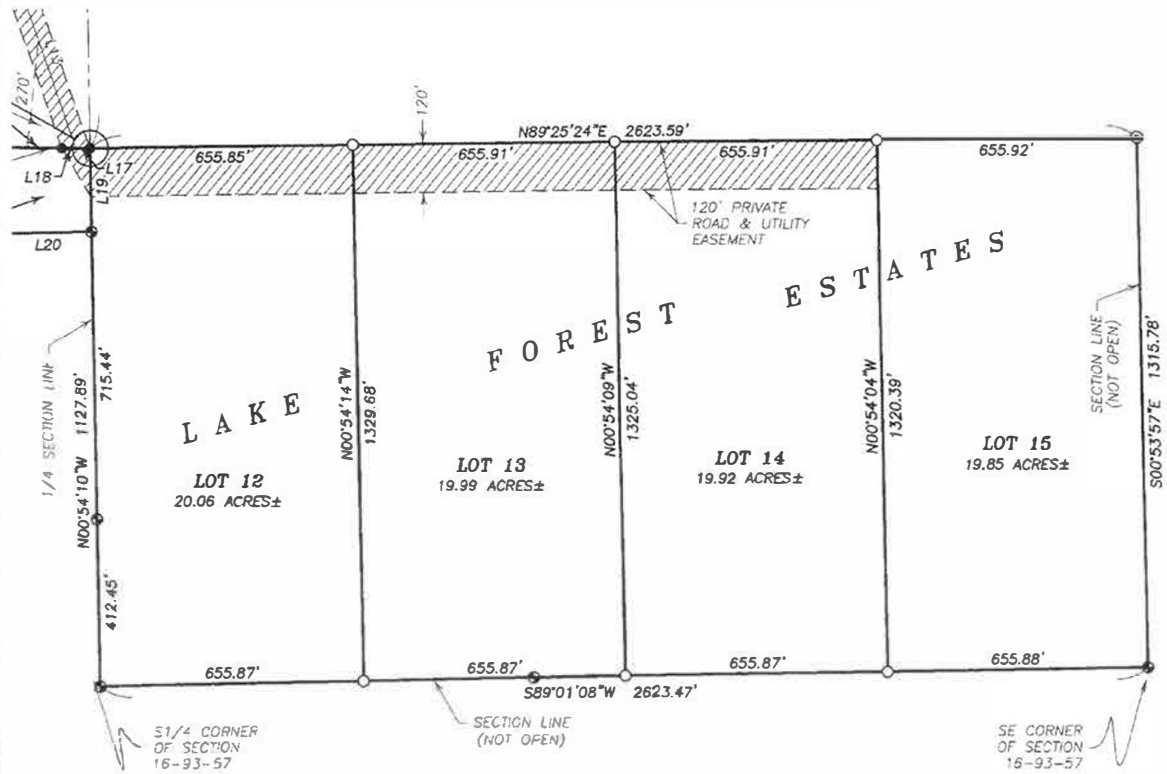 270'
120'
N89°25'24"E 2623.59'
L18
L17
L19
655.85'
655.91'
655.91'
655.92'
L20
120' PRIVATE
ROAD & UTILITY
EASEMENT
LAKE FOREST ESTATES
1/4 SECTION LINE
N00°54'10"W 1127.89'
715.44'
412.45'
N00°54'14"W
1329.68'
N00°54'09"W
1325.04'
N00°54'04"W
1320.39'
SECTION LINE
(NOT OPEN)
S00°53'57"E 1315.78'
LOT 12
20.06 ACRES±
LOT 13
19.99 ACRES±
LOT 14
19.92 ACRES±
LOT 15
19.85 ACRES±
655.87'
655.87'
655.87'
655.88'
S89°01'08"W 2623.47'
S1/4 CORNER
OF SECTION
16-93-57
SECTION LINE
(NOT OPEN)
SE CORNER
OF SECTION
16-93-57